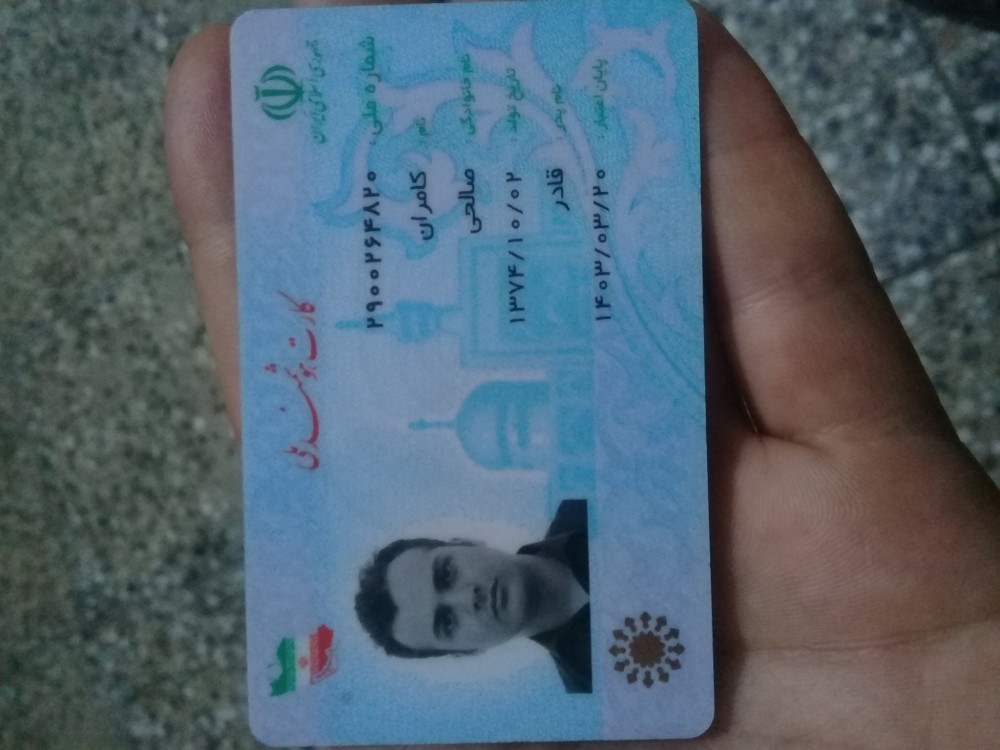 جمهوری اسلامی ایران
کارت هوشمند ملی
شماره ملی: ۲۹۰۰۲۶۴۸۲۰
نام: کامران
نام خانوادگی: صالحی
تاریخ تولد: ۱۳۷۴/۱۰/۰۲
نام پدر: قادر
پایان اعتبار: ۱۴۰۳/۰۳/۲۰